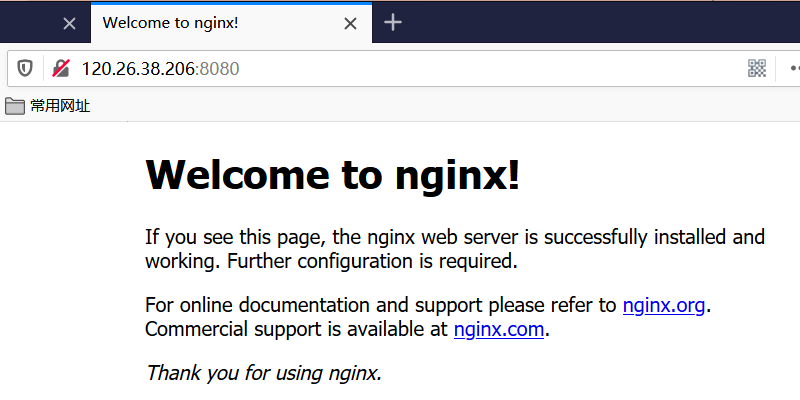 Welcome to nginx!
120.26.38.206:8080
常用网址
Welcome to nginx!
If you see this page, the nginx web server is successfully installed and
working. Further configuration is required.
For online documentation and support please refer to nginx.org.
Commercial support is available at nginx.com.
Thank you for using nginx.